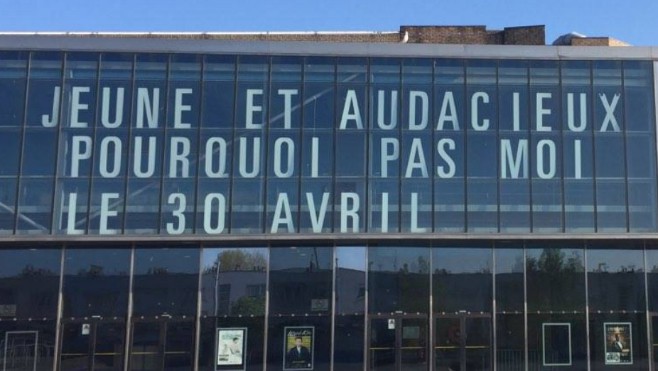 JEUNE ET AUDACIEUX
POURQUOI PAS MOI
LE 30 AVRIL